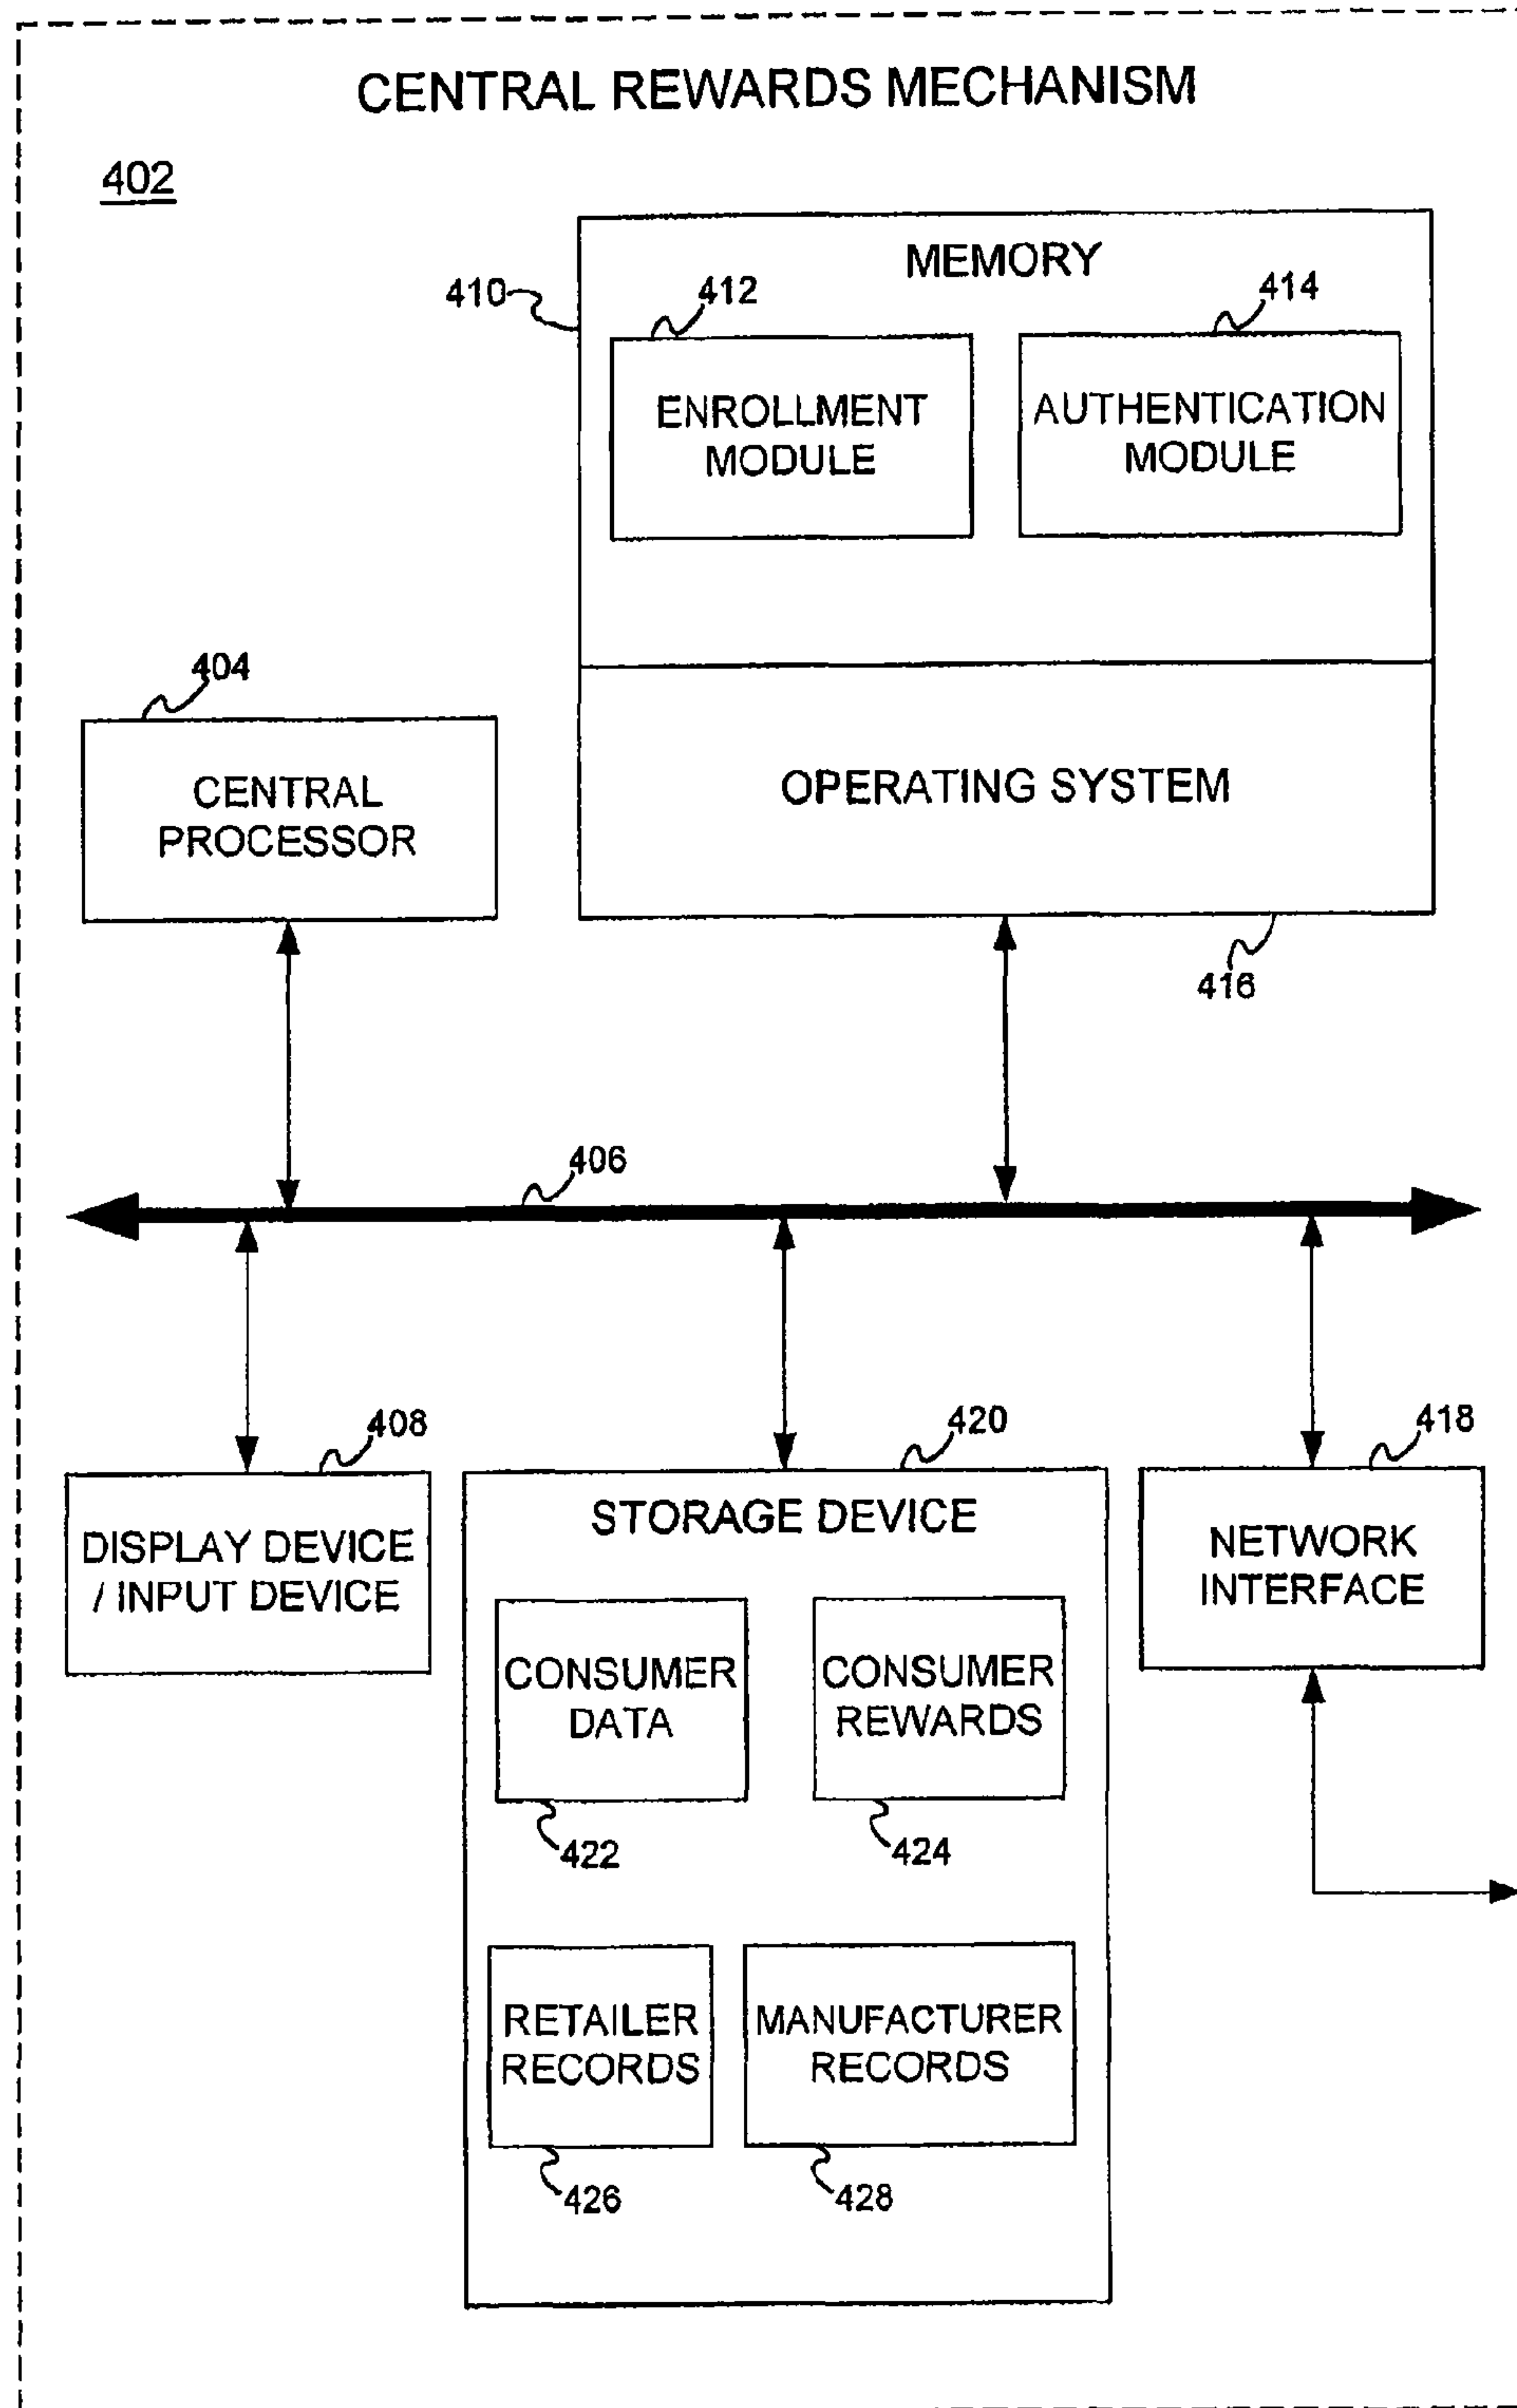 CENTRAL REWARDS MECHANISM
402
MEMORY
410
412
414
ENROLLMENT
MODULE
AUTHENTICATION
MODULE
404
CENTRAL
PROCESSOR
OPERATING SYSTEM
416
406
408
420
418
DISPLAY DEVICE
/ INPUT DEVICE
STORAGE DEVICE
NETWORK
INTERFACE
CONSUMER
DATA
CONSUMER
REWARDS
422
424
RETAILER
RECORDS
MANUFACTURER
RECORDS
426
428